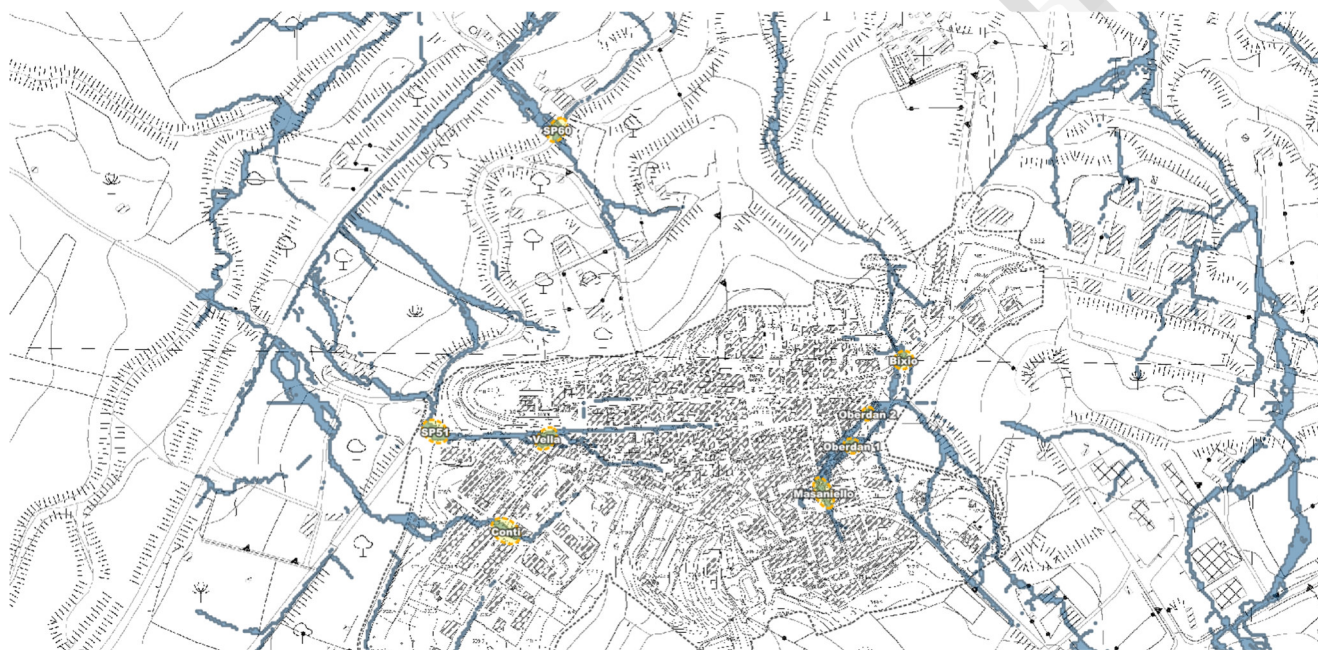 SP60
Bixio
Oberdan 2
SP51
Vella
Oberdan 1
Masaniello
Conti